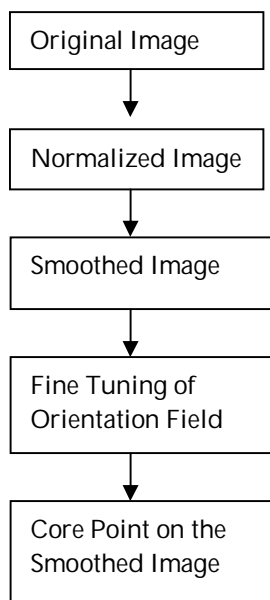 Original Image
Normalized Image
Smoothed Image
Fine Tuning of
Orientation Field
Core Point on the
Smoothed Image